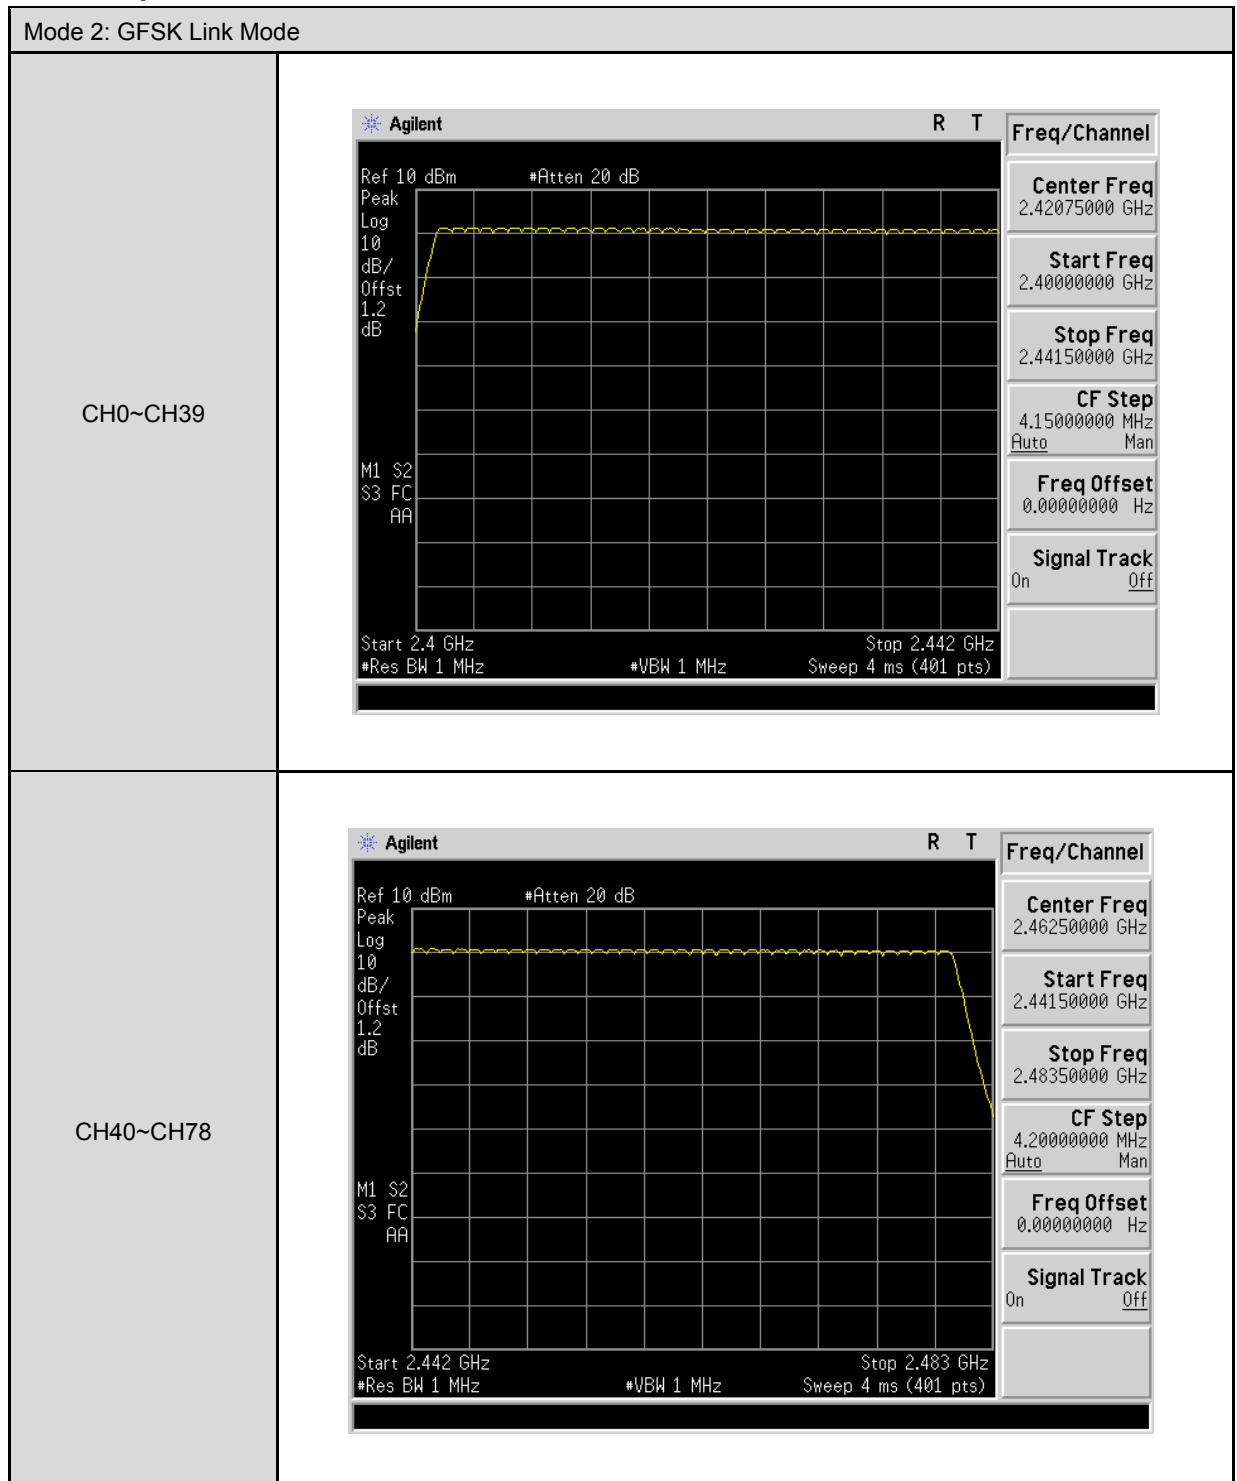 Mode 2: GFSK Link Mode
CH0~CH39
Agilent R T
Ref 10 dBm #Atten 20 dB
Peak
Log
10
dB/
Offst
1.2
dB
M1 S2
S3 FC
AA
Start 2.4 GHz Stop 2.442 GHz
#Res BW 1 MHz #VBW 1 MHz Sweep 4 ms (401 pts)
Freq/Channel
Center Freq
2.42075000 GHz
Start Freq
2.40000000 GHz
Stop Freq
2.44150000 GHz
CF Step
4.15000000 MHz
Auto Man
Freq Offset
0.00000000 Hz
Signal Track
On Off
CH40~CH78
Agilent R T
Ref 10 dBm #Atten 20 dB
Peak
Log
10
dB/
Offst
1.2
dB
M1 S2
S3 FC
AA
Start 2.442 GHz Stop 2.483 GHz
#Res BW 1 MHz #VBW 1 MHz Sweep 4 ms (401 pts)
Freq/Channel
Center Freq
2.46250000 GHz
Start Freq
2.44150000 GHz
Stop Freq
2.48350000 GHz
CF Step
4.20000000 MHz
Auto Man
Freq Offset
0.00000000 Hz
Signal Track
On Off